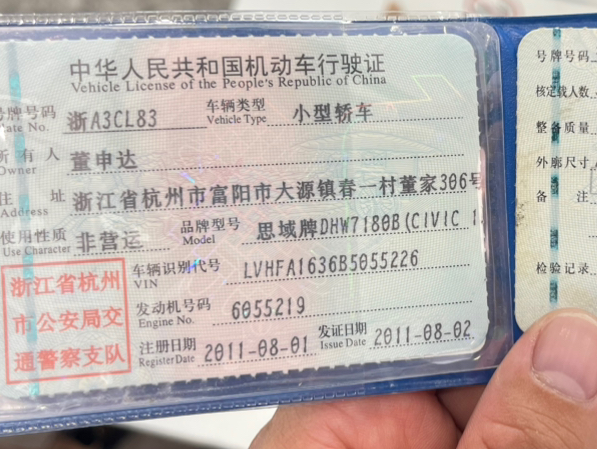 中华人民共和国机动车行驶证
Vehicle License of the People's Republic of China
号牌号码 浙A3CL83 车辆类型 小型轿车
Plate No. Vehicle Type
所有人 董申达
Owner
住址 浙江省杭州市富阳市大源镇春一村董家306号
Address
使用性质 非营运 品牌型号 思域牌DHW7180B(CIVIC 1.
Use Character Model
浙江省杭州
市公安局交
通警察支队
车辆识别代号 LVHFA1636B5055226
VIN
发动机号码 6055219
Engine No.
注册日期 2011-08-01 发证日期 2011-08-02
Register Date Issue Date
号牌号码
核定载人数
整备质量
外廓尺寸
备注
检验记录